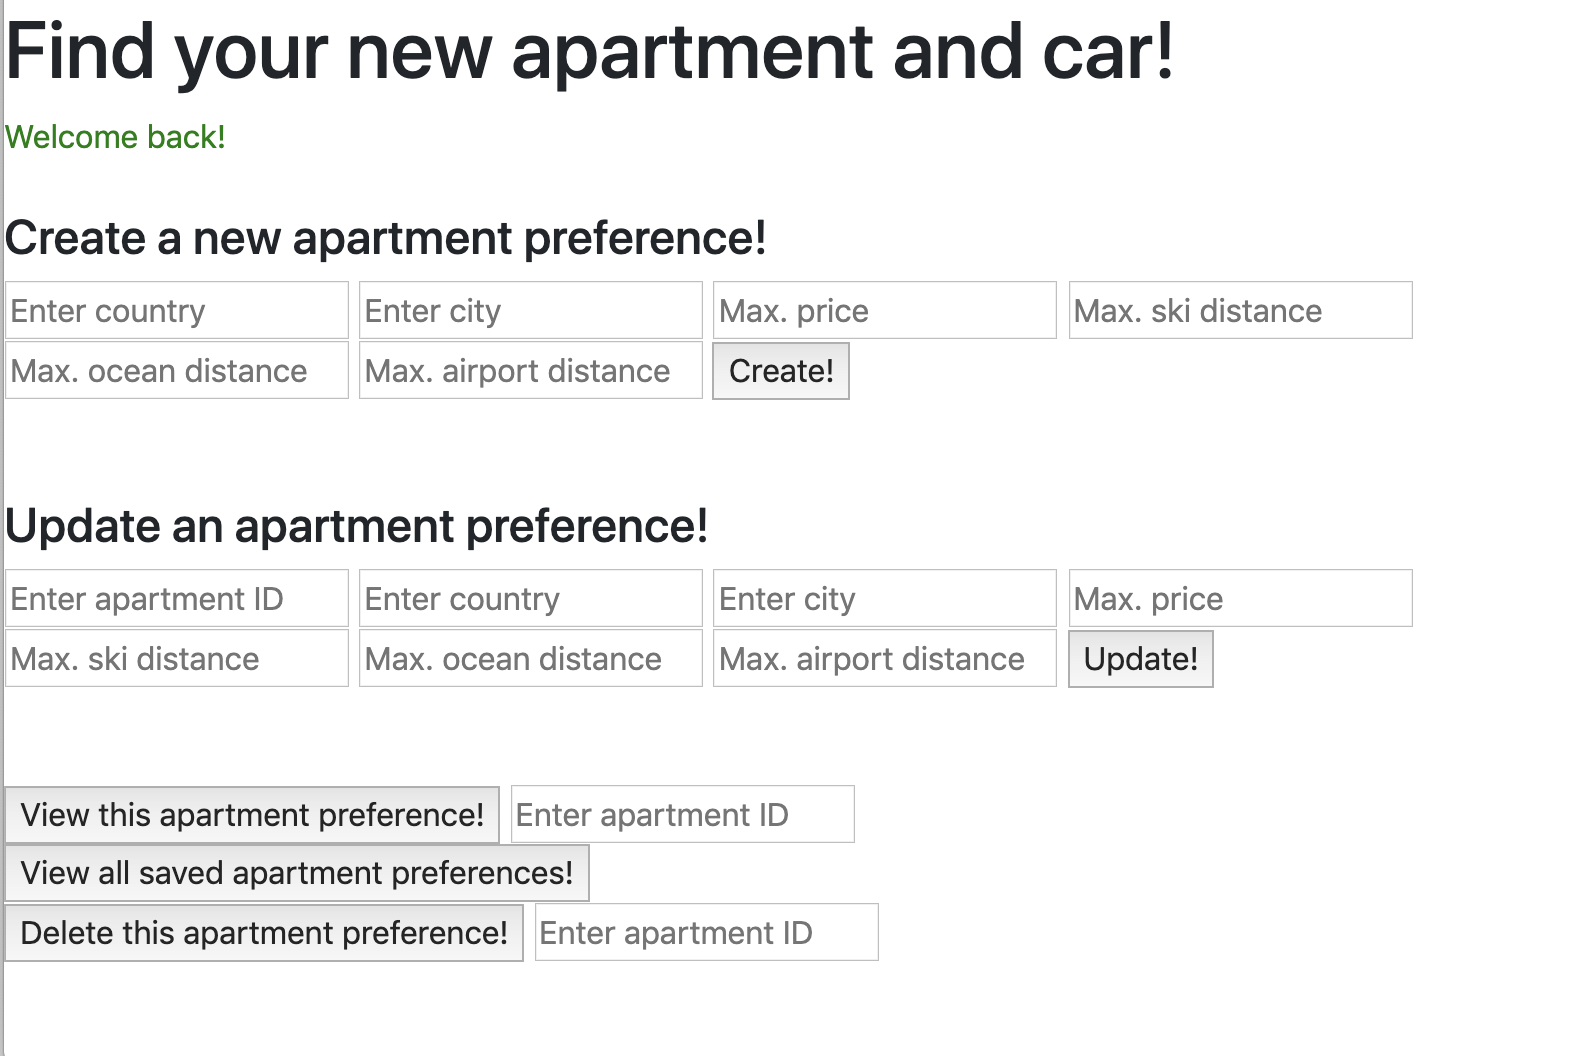 Find your new apartment and car!
Welcome back!
Create a new apartment preference!
Enter country Enter city Max. price Max. ski distance
Max. ocean distance Max. airport distance Create!
Update an apartment preference!
Enter apartment ID Enter country Enter city Max. price
Max. ski distance Max. ocean distance Max. airport distance Update!
View this apartment preference! Enter apartment ID
View all saved apartment preferences!
Delete this apartment preference! Enter apartment ID